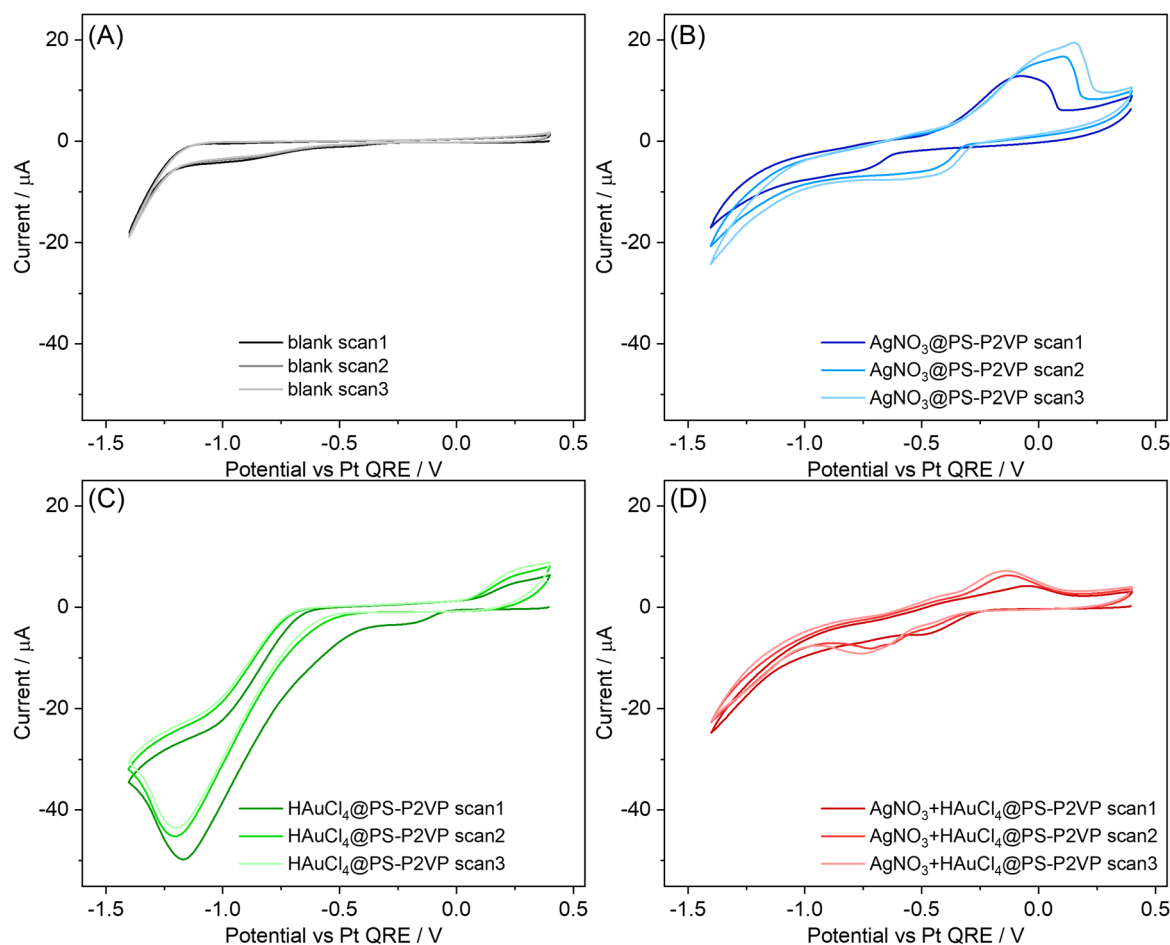 (A)
20
0
-20
-40
Current / μA
blank scan1
blank scan2
blank scan3
-1.5 -1.0 -0.5 0.0 0.5
Potential vs Pt QRE / V
(B)
20
0
-20
-40
Current / μA
AgNO₃@PS-P2VP scan1
AgNO₃@PS-P2VP scan2
AgNO₃@PS-P2VP scan3
-1.5 -1.0 -0.5 0.0 0.5
Potential vs Pt QRE / V
(C)
20
0
-20
-40
Current / μA
HAuCl₄@PS-P2VP scan1
HAuCl₄@PS-P2VP scan2
HAuCl₄@PS-P2VP scan3
-1.5 -1.0 -0.5 0.0 0.5
Potential vs Pt QRE / V
(D)
20
0
-20
-40
Current / μA
AgNO₃+HAuCl₄@PS-P2VP scan1
AgNO₃+HAuCl₄@PS-P2VP scan2
AgNO₃+HAuCl₄@PS-P2VP scan3
-1.5 -1.0 -0.5 0.0 0.5
Potential vs Pt QRE / V